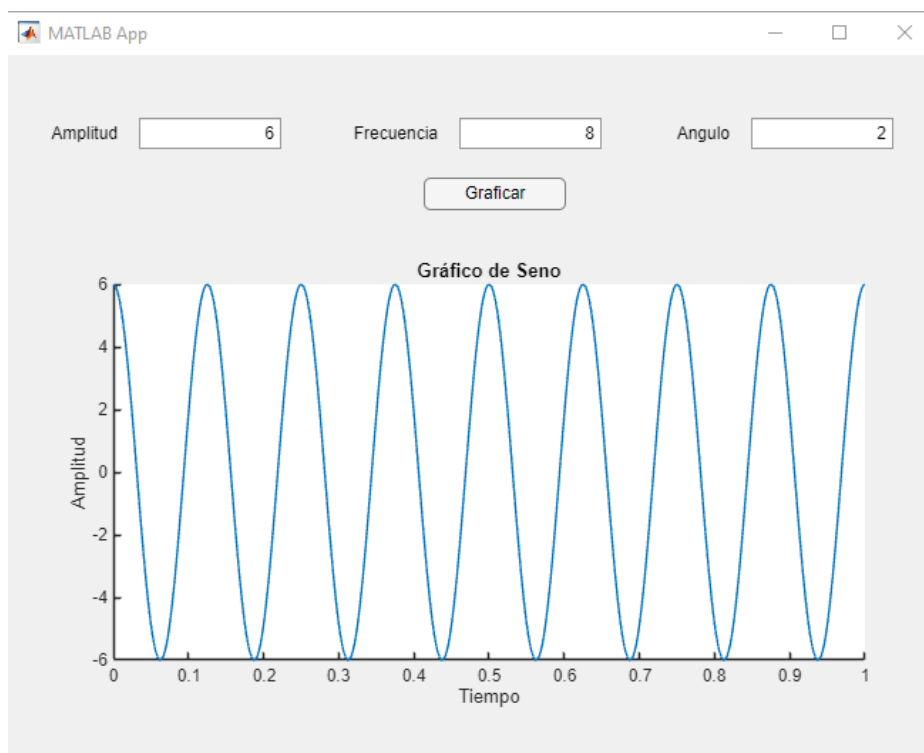 MATLAB App
Amplitud 6 Frecuencia 8 Angulo 2
Graficar
Gráfico de Seno
6
4
2
0
-2
-4
-6
Amplitud
0 0.1 0.2 0.3 0.4 0.5 0.6 0.7 0.8 0.9 1
Tiempo